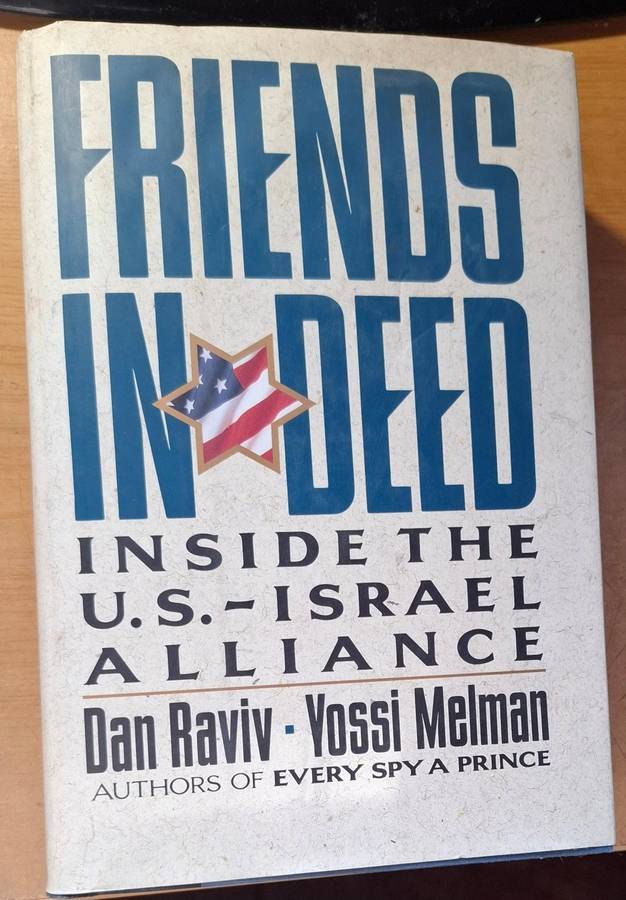 FRIENDS
IN DEED
INSIDE THE
U.S.–ISRAEL
ALLIANCE
Dan Raviv · Yossi Melman
AUTHORS OF EVERY SPY A PRINCE